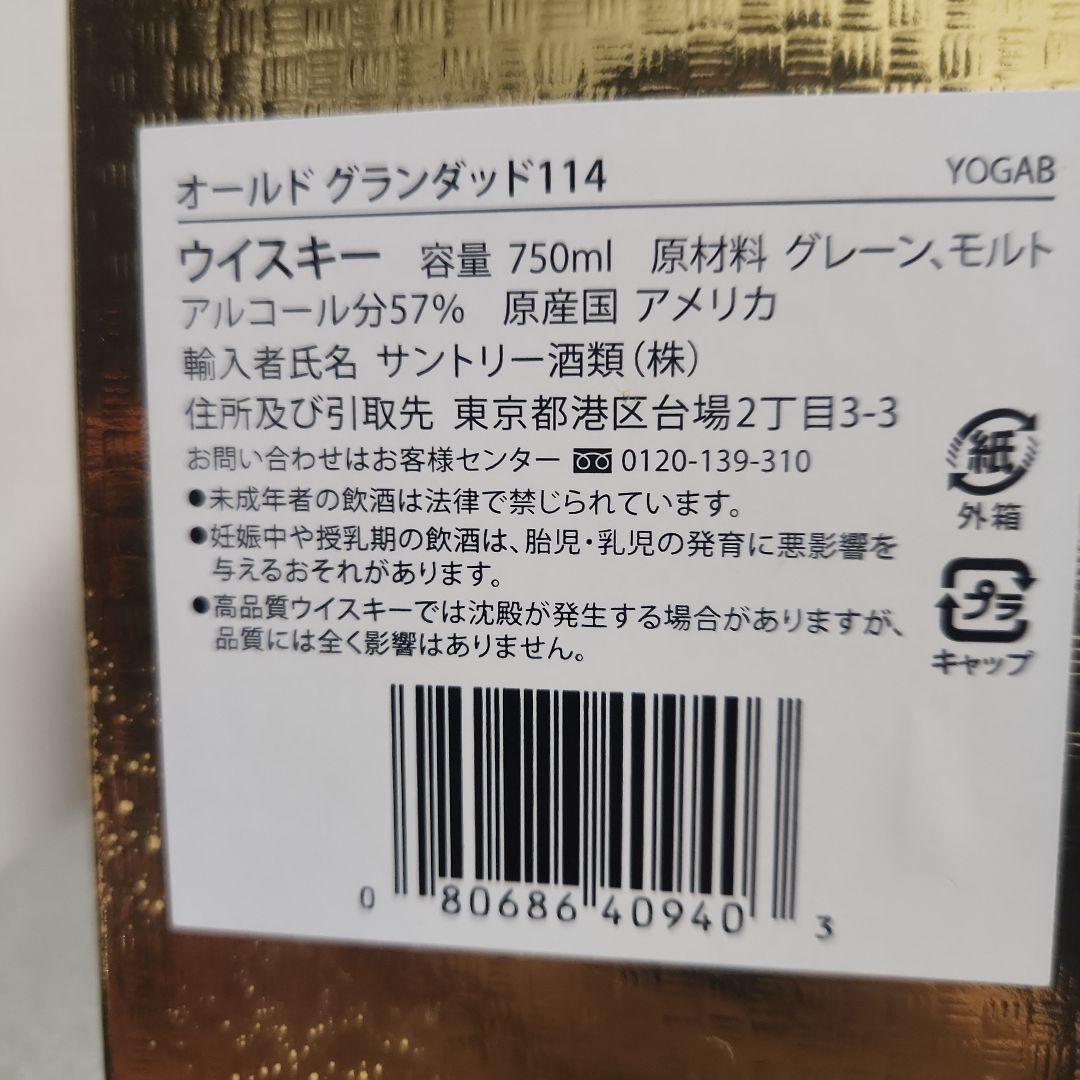 オールド グランダッド114 YOGAB
ウイスキー 容量 750ml 原材料 グレーン、モルト
アルコール分57% 原産国 アメリカ
輸入者氏名 サントリー酒類(株)
住所及び引取先 東京都港区台場2丁目3-3
お問い合わせはお客様センター 0120-139-310
●未成年者の飲酒は法律で禁じられています。
●妊娠中や授乳期の飲酒は、胎児・乳児の発育に悪影響を
与えるおそれがあります。
●高品質ウイスキーでは沈殿が発生する場合がありますが、
品質には全く影響はありません。
紙
外箱
プラ
キャップ
0 80686 40940 3